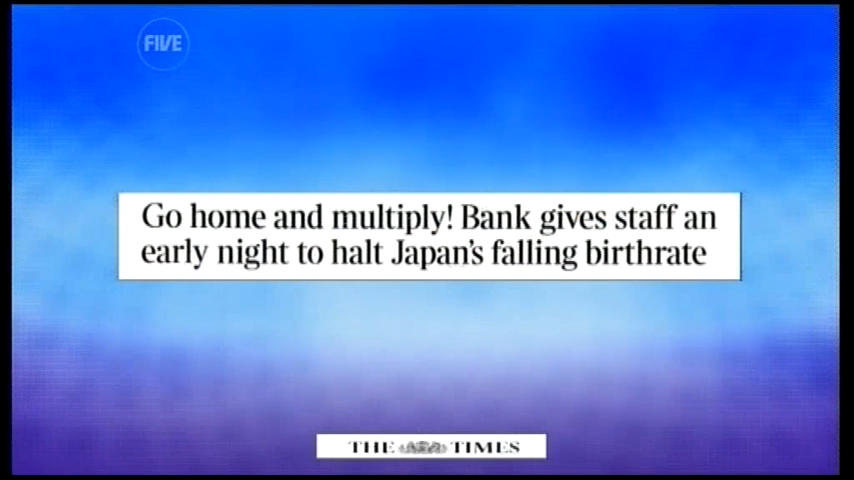 FIVE
Go home and multiply! Bank gives staff an
early night to halt Japan's falling birthrate
THE TIMES